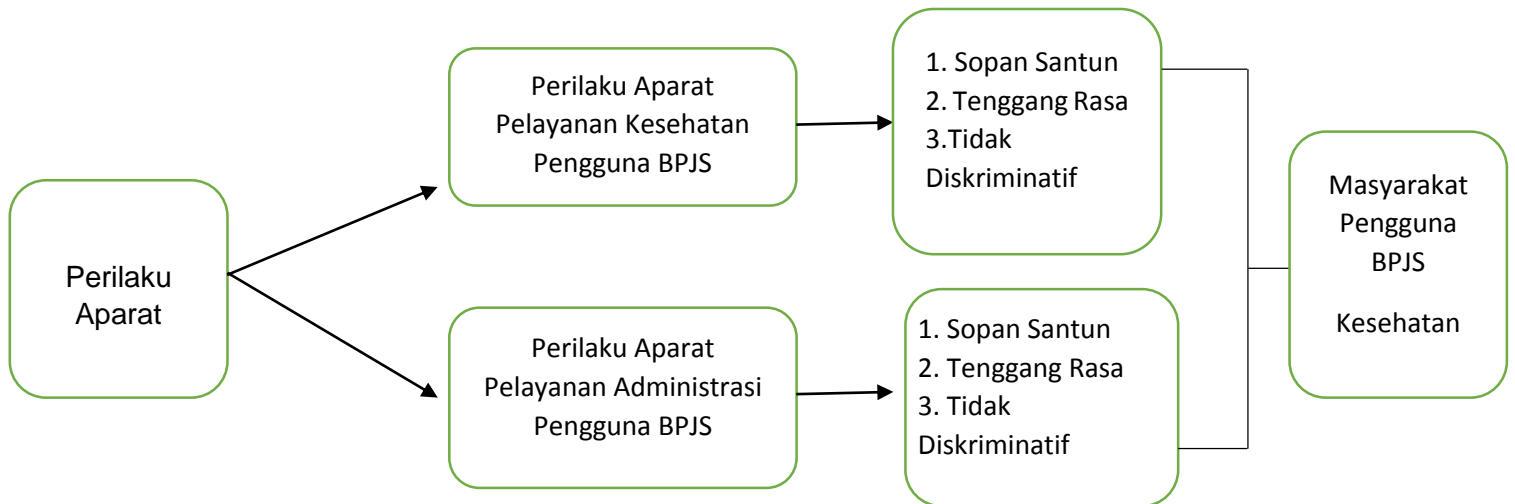 Perilaku
Aparat
Perilaku Aparat
Pelayanan Kesehatan
Pengguna BPJS
1. Sopan Santun
2. Tenggang Rasa
3.Tidak
Diskriminatif
Perilaku Aparat
Pelayanan Administrasi
Pengguna BPJS
1. Sopan Santun
2. Tenggang Rasa
3. Tidak
Diskriminatif
Masyarakat
Pengguna
BPJS
Kesehatan